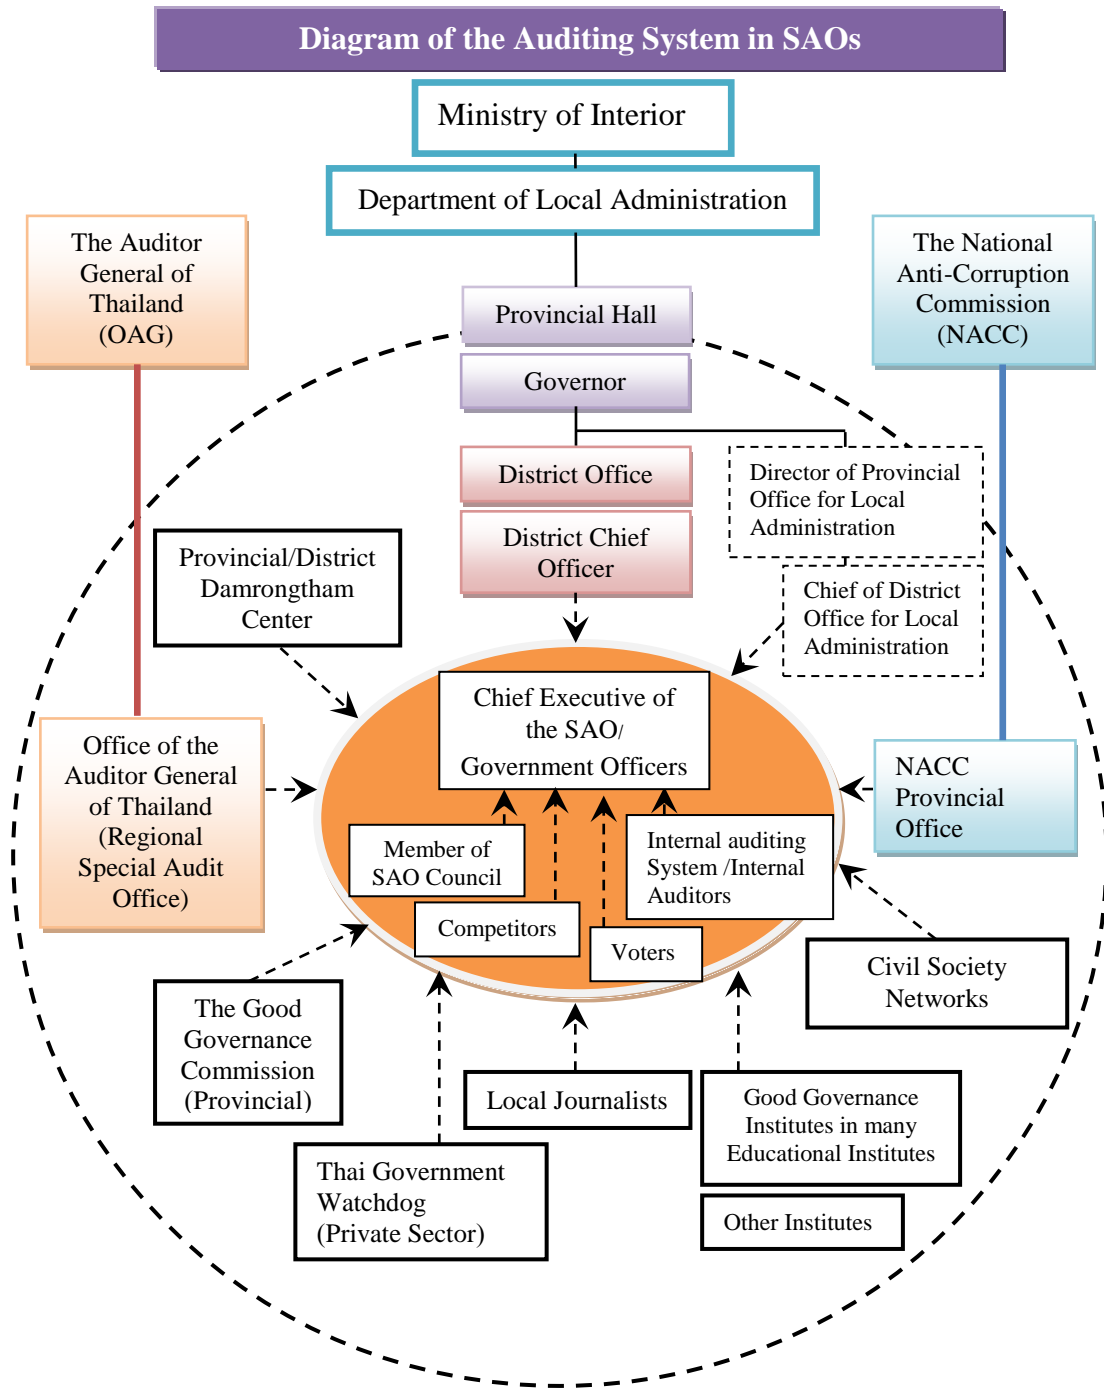 Diagram of the Auditing System in SAOs
Ministry of Interior
Department of Local Administration
The Auditor
General of
Thailand
(OAG)
The National
Anti-Corruption
Commission
(NACC)
Provincial Hall
Governor
District Office
Director of Provincial
Office for Local
Administration
District Chief
Officer
Provincial/District
Damrongtham
Center
Chief of District
Office for Local
Administration
Chief Executive of
the SAO/
Government Officers
Office of the
Auditor General
of Thailand
(Regional
Special Audit
Office)
NACC
Provincial
Office
Member of
SAO Council
Internal auditing
System /Internal
Auditors
Competitors
Voters
Civil Society
Networks
The Good
Governance
Commission
(Provincial)
Local Journalists
Good Governance
Institutes in many
Educational Institutes
Thai Government
Watchdog
(Private Sector)
Other Institutes